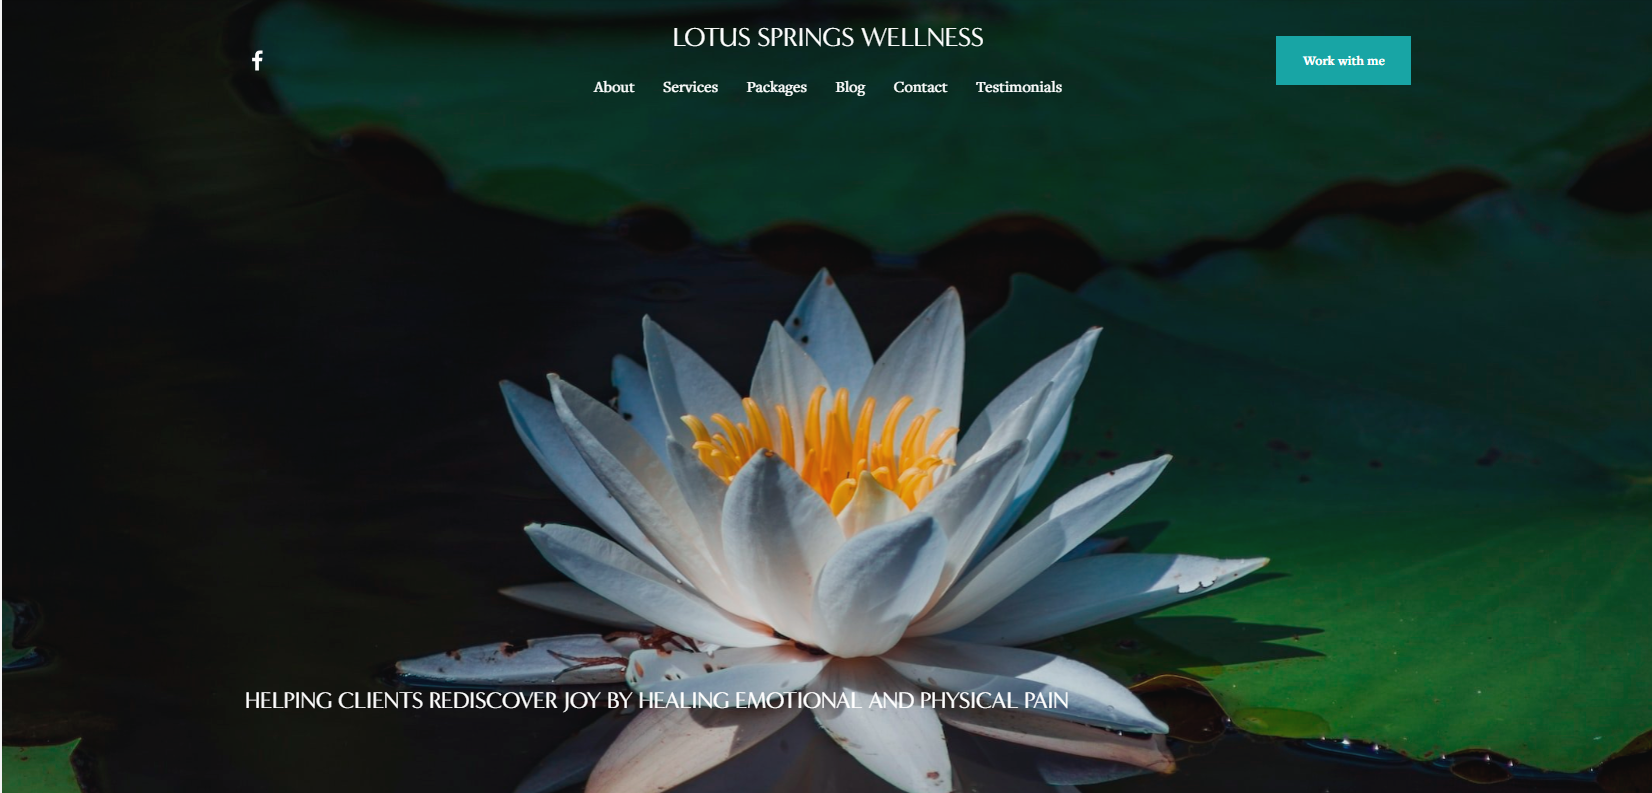 LOTUS SPRINGS WELLNESS
Work with me
About Services Packages Blog Contact Testimonials
HELPING CLIENTS REDISCOVER JOY BY HEALING EMOTIONAL AND PHYSICAL PAIN